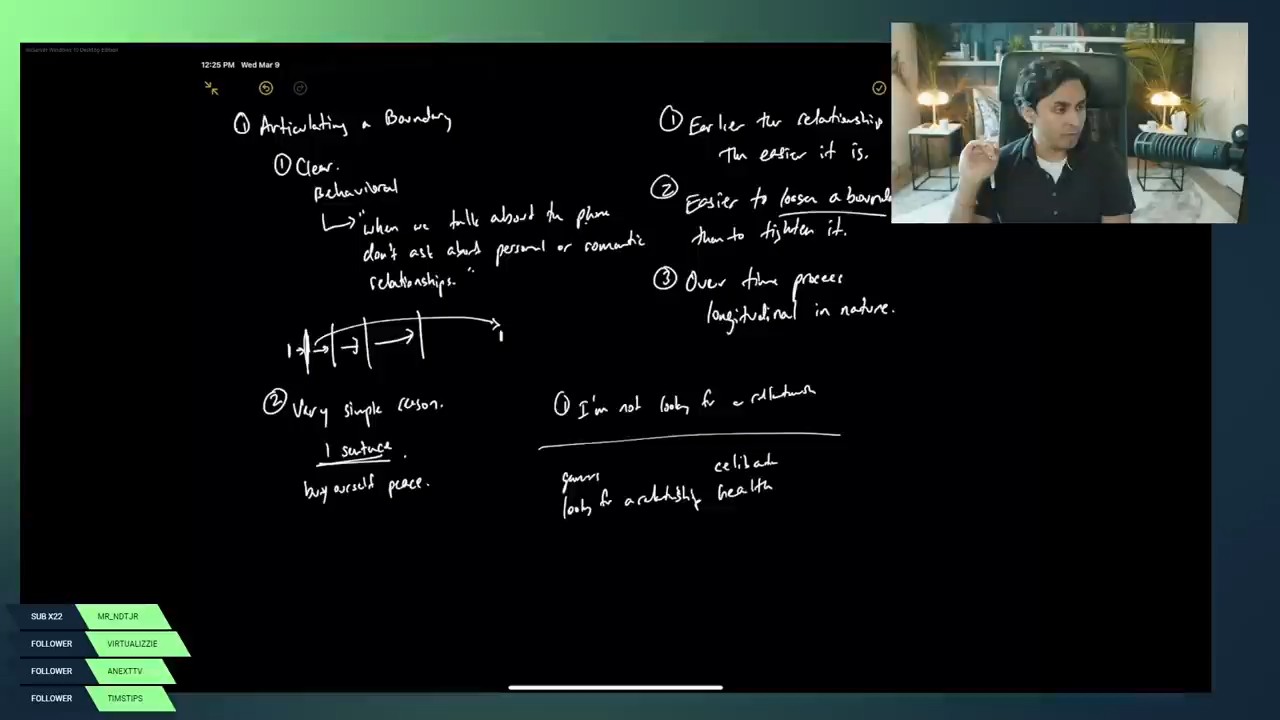 12:25 PM Wed Mar 9
① Articulating a Boundary
① Clear.
Behavioral
"when we talk about the phone
don't ask about personal or romantic
relationships."
1
1
② Very simple reason.
1 sentence.
buy ourself peace.
① Earlier the relationship
The easier it is.
② Easier to loosen a bound
than to tighten it.
③ Over time process
longitudinal in nature.
① I'm not looking for a relationship
celibate
looking for a relationship health
SUB X22 MR_NDTJR
FOLLOWER VIRTUALIZZIE
FOLLOWER ANEXTTV
FOLLOWER TIMSTIPS